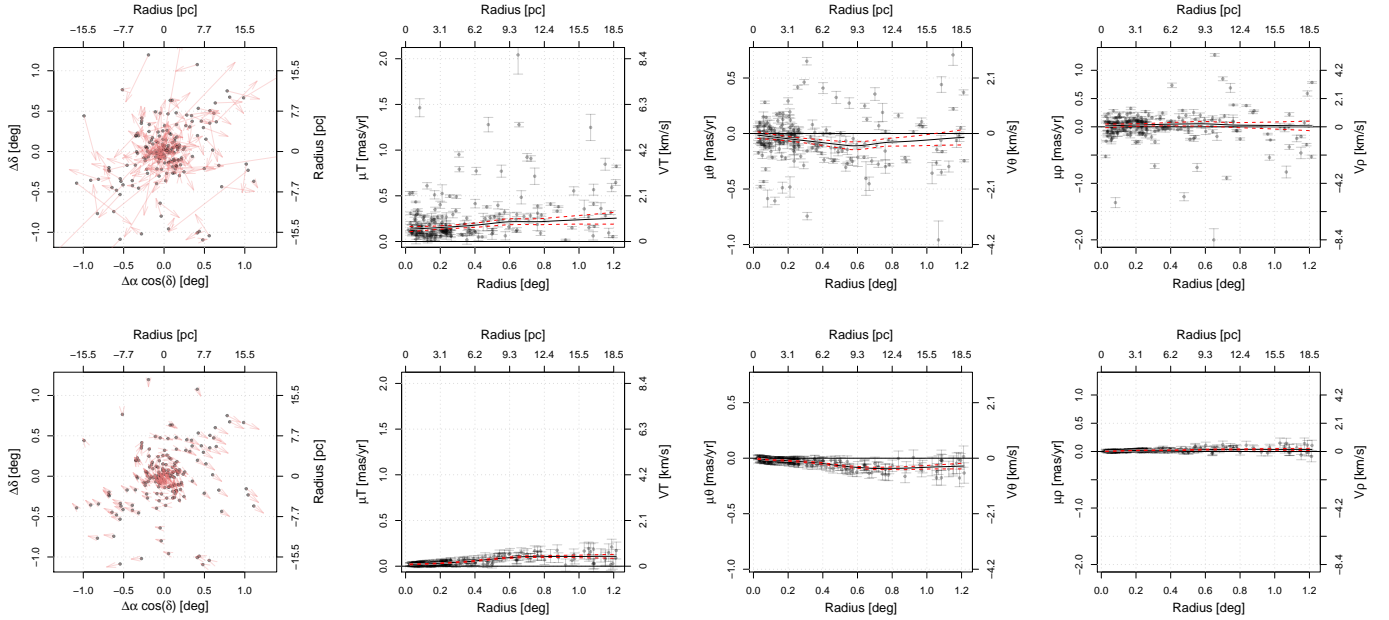 Radius [pc] Radius [pc] Radius [pc] Radius [pc]
−15.5 −7.7 0 7.7 15.5 0 3.1 6.2 9.3 12.4 15.5 18.5 0 3.1 6.2 9.3 12.4 15.5 18.5 0 3.1 6.2 9.3 12.4 15.5 18.5
Δδ [deg]
1.0 0.5 0.0 −0.5 −1.0
15.5 7.7 0 −7.7 −15.5
Radius [pc]
μT [mas/yr]
2.0 1.5 1.0 0.5 0.0
8.4 6.3 4.2 2.1 0
VT [km/s]
μθ [mas/yr]
0.5 −0.0 −0.5 −1.0
2.1 0 −2.1 −4.2
Vθ [km/s]
μρ [mas/yr]
1.0 0.0 −1.0 −2.0
4.2 2.1 0 −4.2 −8.4
Vρ [km/s]
−1.0 −0.5 0.0 0.5 1.0 0.0 0.2 0.4 0.6 0.8 1.0 1.2 0.0 0.2 0.4 0.6 0.8 1.0 1.2 0.0 0.2 0.4 0.6 0.8 1.0 1.2
Δα cos(δ) [deg] Radius [deg] Radius [deg] Radius [deg]
Radius [pc] Radius [pc] Radius [pc] Radius [pc]
−15.5 −7.7 0 7.7 15.5 0 3.1 6.2 9.3 12.4 15.5 18.5 0 3.1 6.2 9.3 12.4 15.5 18.5 0 3.1 6.2 9.3 12.4 15.5 18.5
Δδ [deg]
1.0 0.5 0.0 −0.5 −1.0
15.5 7.7 0 −7.7 −15.5
Radius [pc]
μT [mas/yr]
2.0 1.5 1.0 0.5 0.0
8.4 6.3 4.2 2.1 0
VT [km/s]
μθ [mas/yr]
0.5 −0.0 −0.5 −1.0
2.1 0 −2.1 −4.2
Vθ [km/s]
μρ [mas/yr]
1.0 0.0 −1.0 −2.0
4.2 2.1 0 −4.2 −8.4
Vρ [km/s]
−1.0 −0.5 0.0 0.5 1.0 0.0 0.2 0.4 0.6 0.8 1.0 1.2 0.0 0.2 0.4 0.6 0.8 1.0 1.2 0.0 0.2 0.4 0.6 0.8 1.0 1.2
Δα cos(δ) [deg] Radius [deg] Radius [deg] Radius [deg]